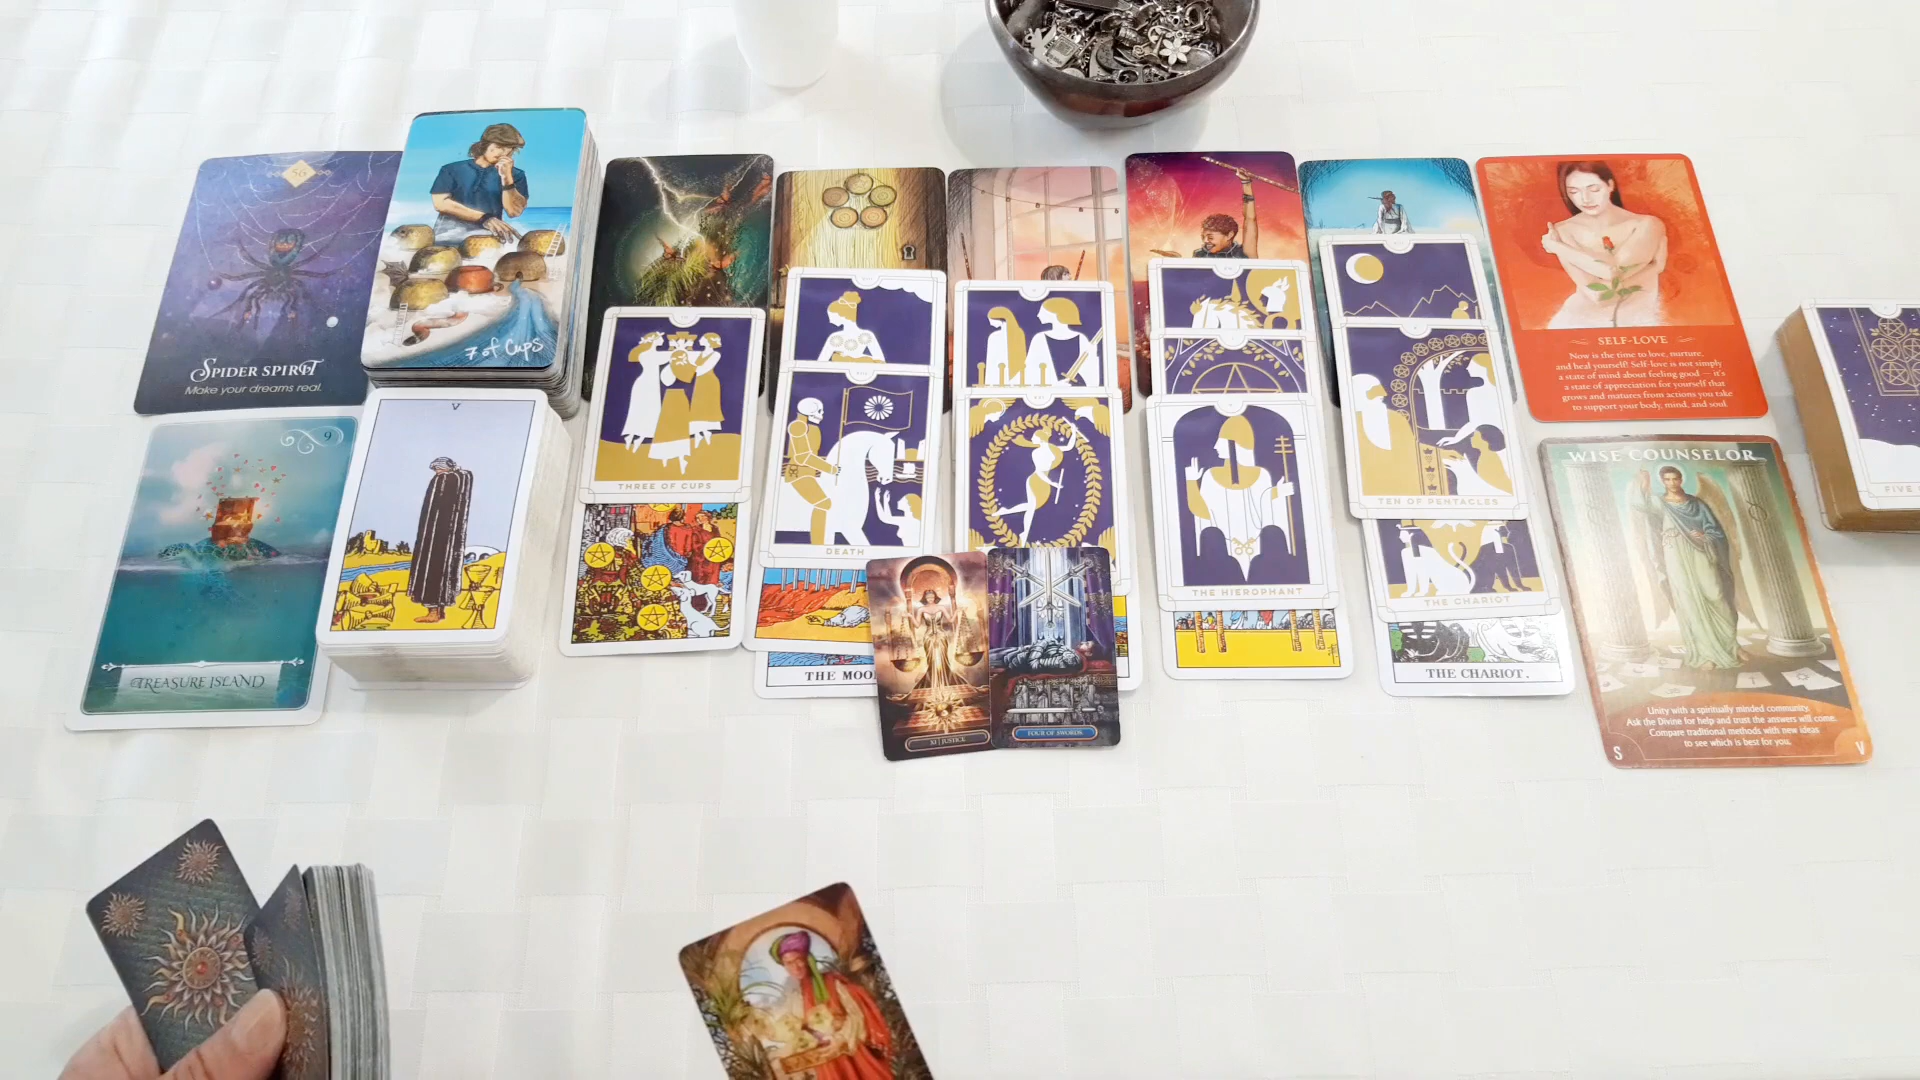 56
SPIDER SPIRIT
Make your dreams real.
7 of Cups
SELF-LOVE
Now is the time to love, nurture,
and heal yourself! Self-love is not simply
a state of mind about feeling good — it's
a state of appreciation for yourself that
grows and matures from actions you take
to support your body, mind, and soul.
9
TREASURE ISLAND
V
THREE OF CUPS
DEATH
THE HIEROPHANT
TEN OF PENTACLES
THE CHARIOT
THE MOO
XI | JUSTICE
FOUR OF SWORDS
THE CHARIOT.
WISE COUNSELOR
Unity with a spiritually minded community.
Ask the Divine for help and trust the answers will come.
Compare traditional methods with new ideas
to see which is best for you.
S
V
FIVE